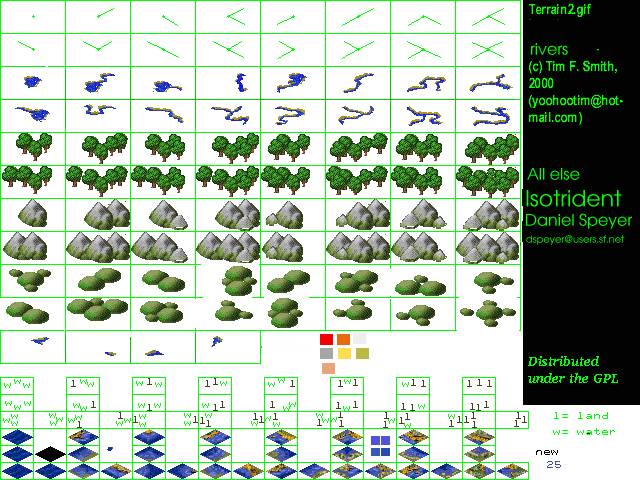 Terrain2.gif
rivers
(c) Tim F. Smith,
2000
(yoohootim@hot-
mail.com)
All else
Isotrident
Daniel Speyer
dspeyer@users.sf.net
Distributed
under the GPL
l= land
w= water
new
25